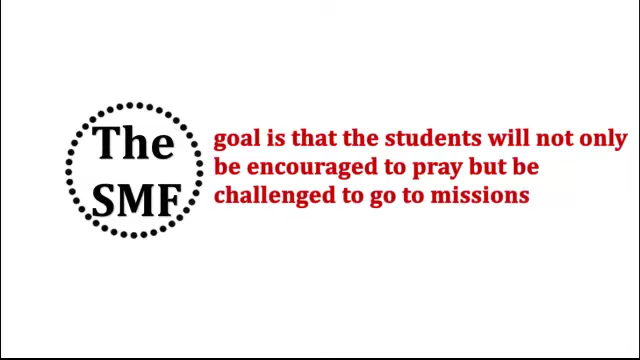 The
SMF
goal is that the students will not only
be encouraged to pray but be
challenged to go to missions